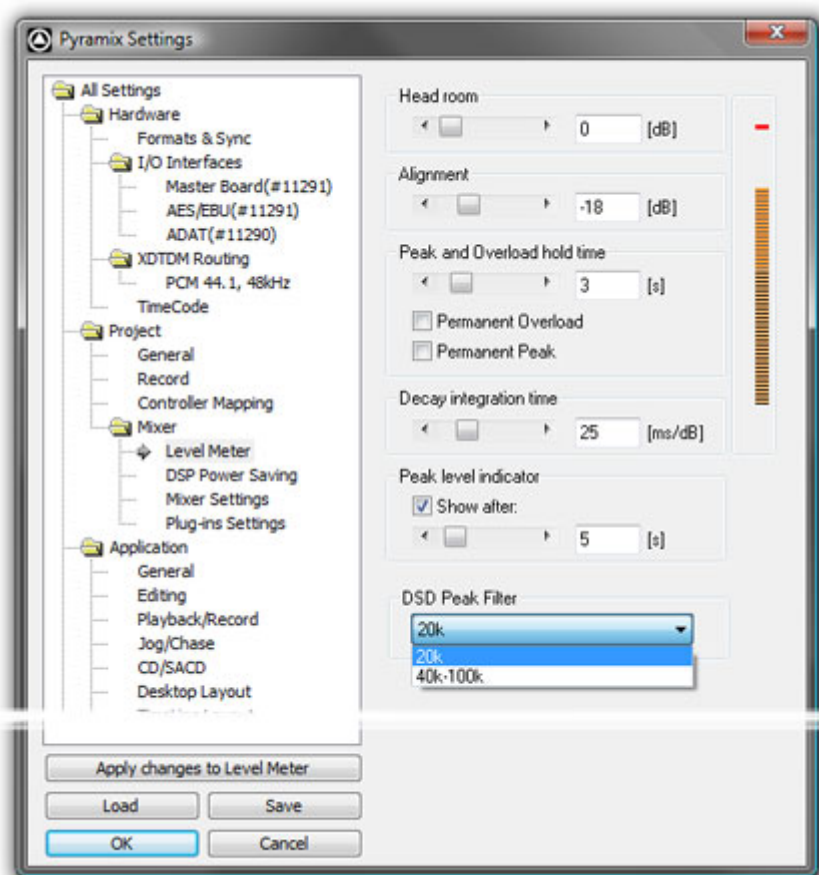 Pyramix Settings
All Settings
Hardware
Formats & Sync
I/O Interfaces
Master Board(#11291)
AES/EBU(#11291)
ADAT(#11290)
XDTDM Routing
PCM 44.1, 48kHz
TimeCode
Project
General
Record
Controller Mapping
Mixer
Level Meter
DSP Power Saving
Mixer Settings
Plug-ins Settings
Application
General
Editing
Playback/Record
Jog/Chase
CD/SACD
Desktop Layout
Apply changes to Level Meter
Load Save
OK Cancel
Head room
0 [dB]
Alignment
-18 [dB]
Peak and Overload hold time
3 [s]
Permanent Overload
Permanent Peak
Decay integration time
25 [ms/dB]
Peak level indicator
Show after:
5 [s]
DSD Peak Filter
20k
20k
40k-100k